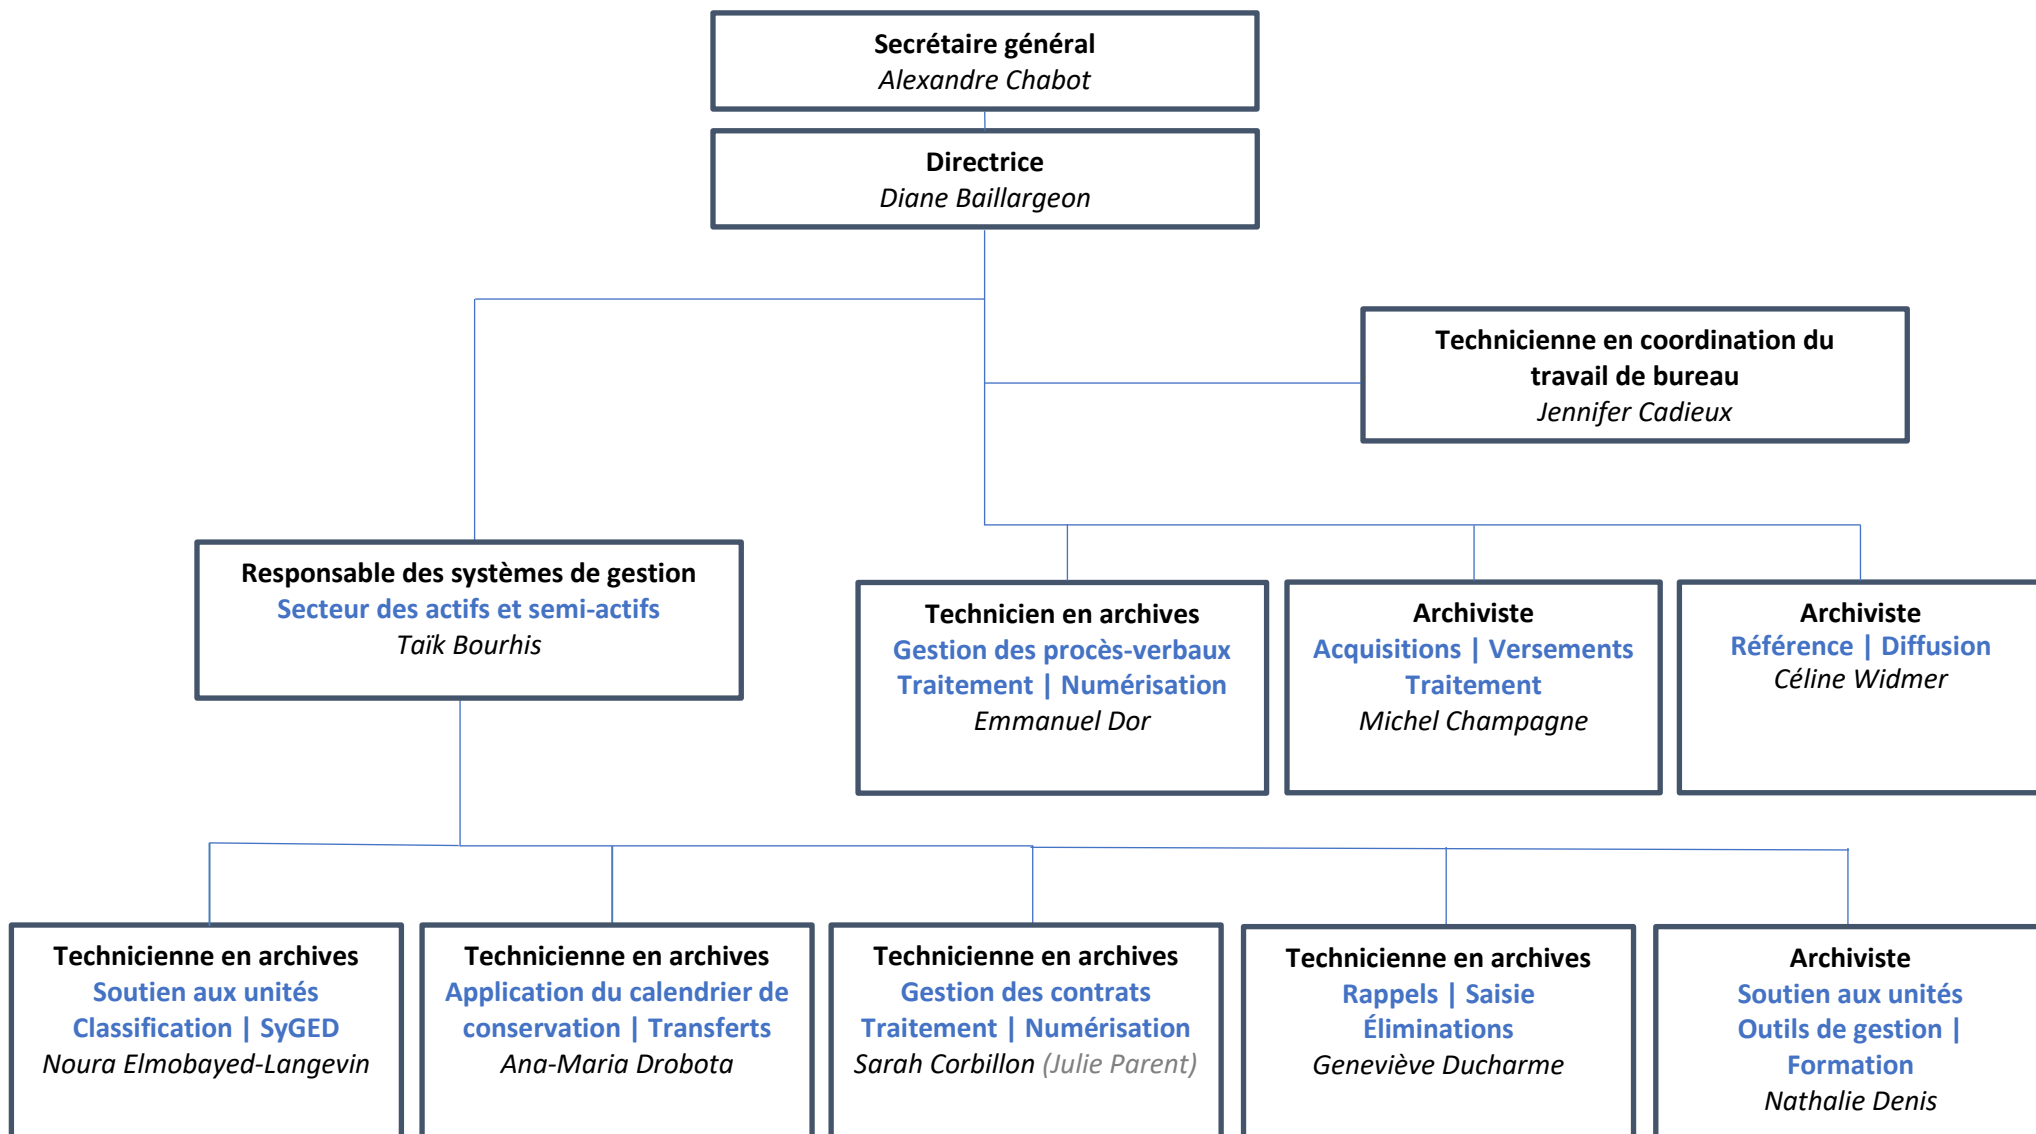 Secrétaire général
Alexandre Chabot
Directrice
Diane Baillargeon
Technicienne en coordination du
travail de bureau
Jennifer Cadieux
Responsable des systèmes de gestion
Secteur des actifs et semi-actifs
Taïk Bourhis
Technicien en archives
Gestion des procès-verbaux
Traitement | Numérisation
Emmanuel Dor
Archiviste
Acquisitions | Versements
Traitement
Michel Champagne
Archiviste
Référence | Diffusion
Céline Widmer
Technicienne en archives
Soutien aux unités
Classification | SyGED
Noura Elmobayed-Langevin
Technicienne en archives
Application du calendrier de
conservation | Transferts
Ana-Maria Drobota
Technicienne en archives
Gestion des contrats
Traitement | Numérisation
Sarah Corbillon (Julie Parent)
Technicienne en archives
Rappels | Saisie
Éliminations
Geneviève Ducharme
Archiviste
Soutien aux unités
Outils de gestion |
Formation
Nathalie Denis